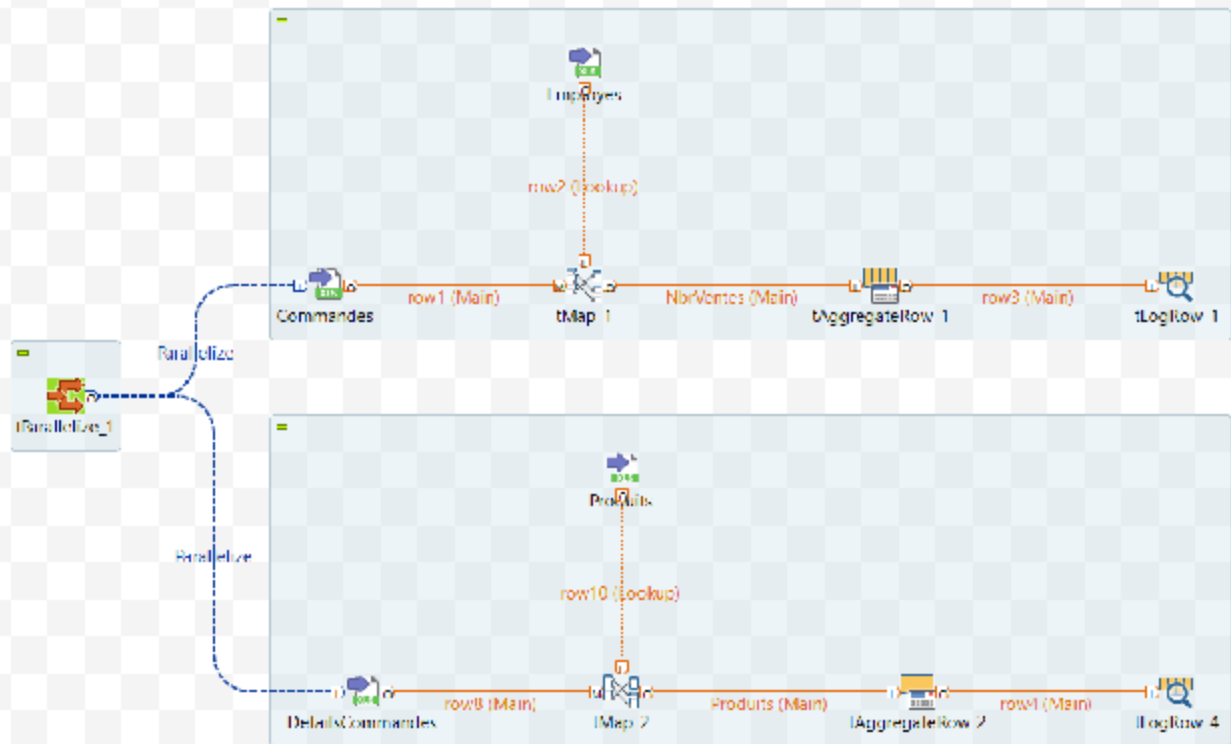 Employes
row2 (Lookup)
Commandes
row1 (Main)
tMap_1
NbrVentes (Main)
tAggregateRow_1
row3 (Main)
tLogRow_1
Parallelize
tParallelize_1
Produits
Parallelize
row10 (Lookup)
DetailsCommandes
row8 (Main)
tMap_2
Produits (Main)
tAggregateRow_2
row4 (Main)
tLogRow_4